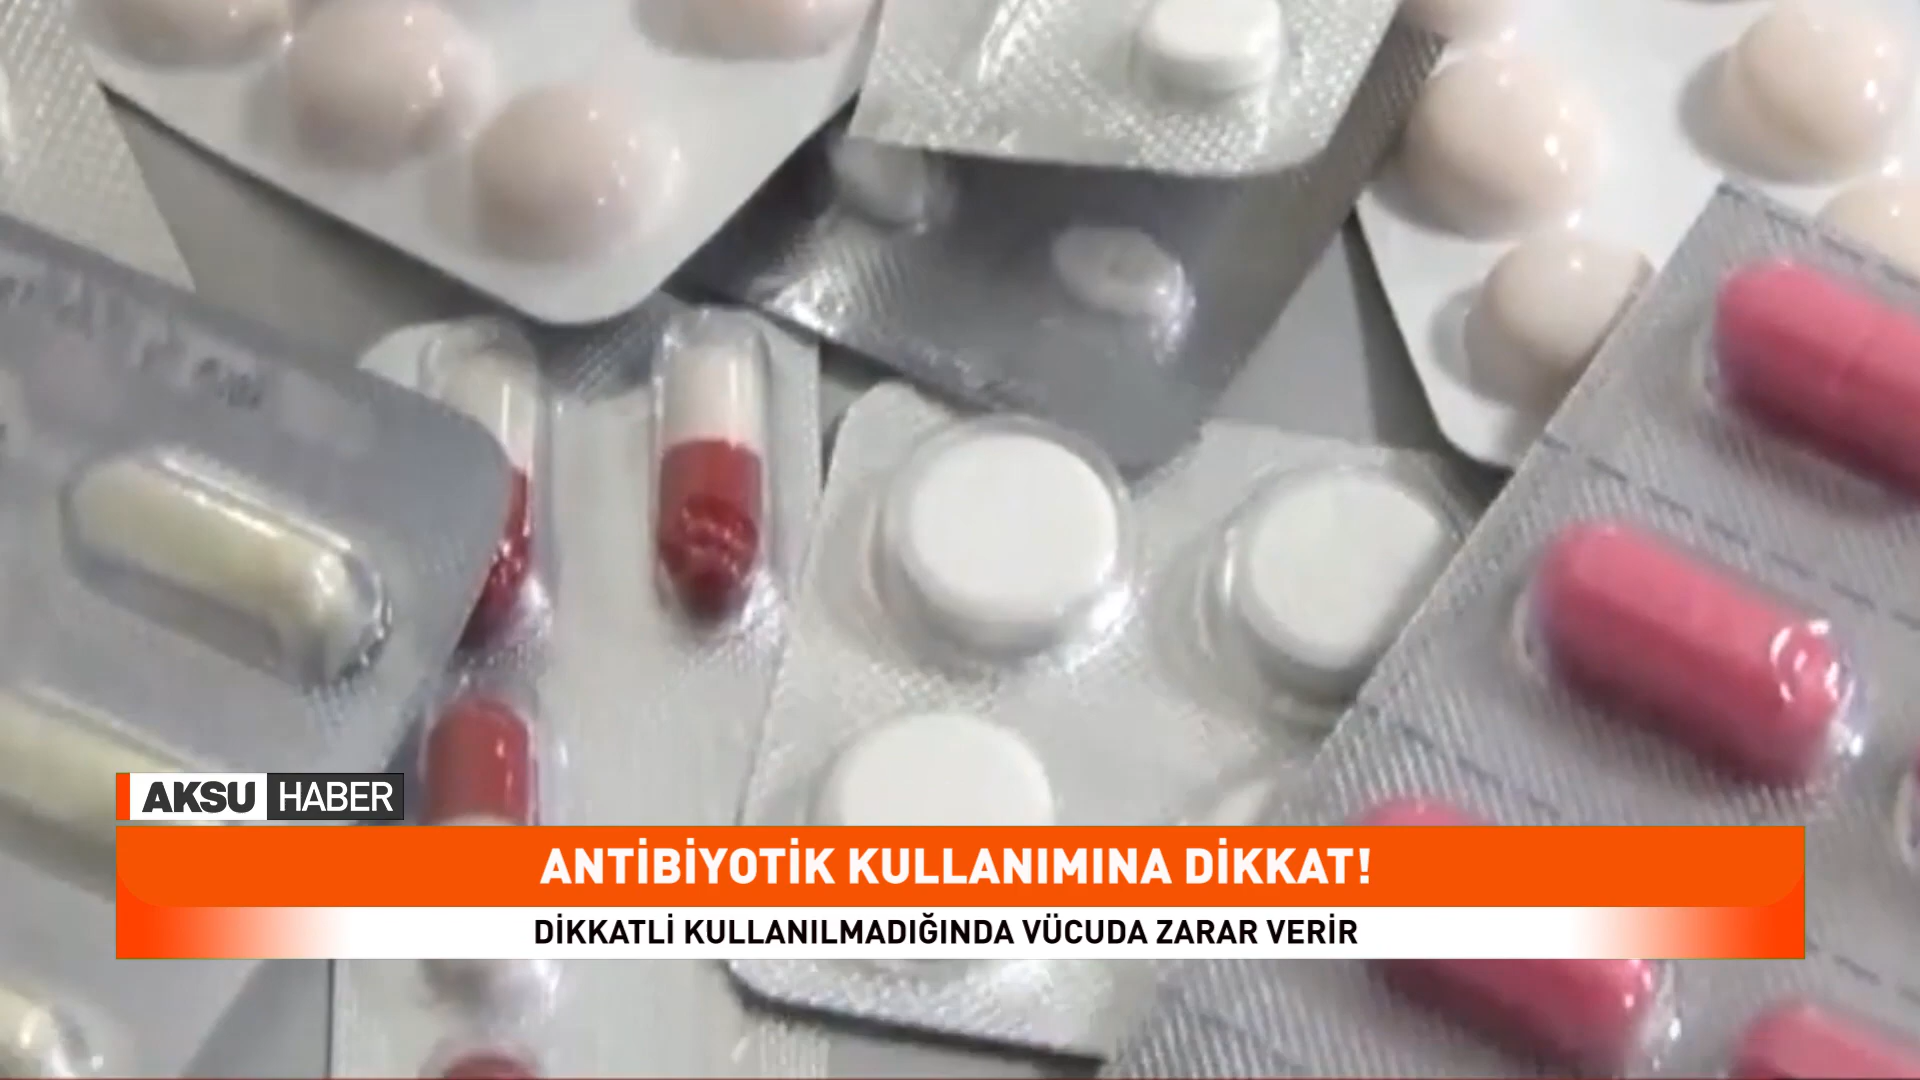 AKSU HABER
ANTİBİYOTİK KULLANIMINA DİKKAT!
DİKKATLİ KULLANILMADIĞINDA VÜCUDA ZARAR VERİR